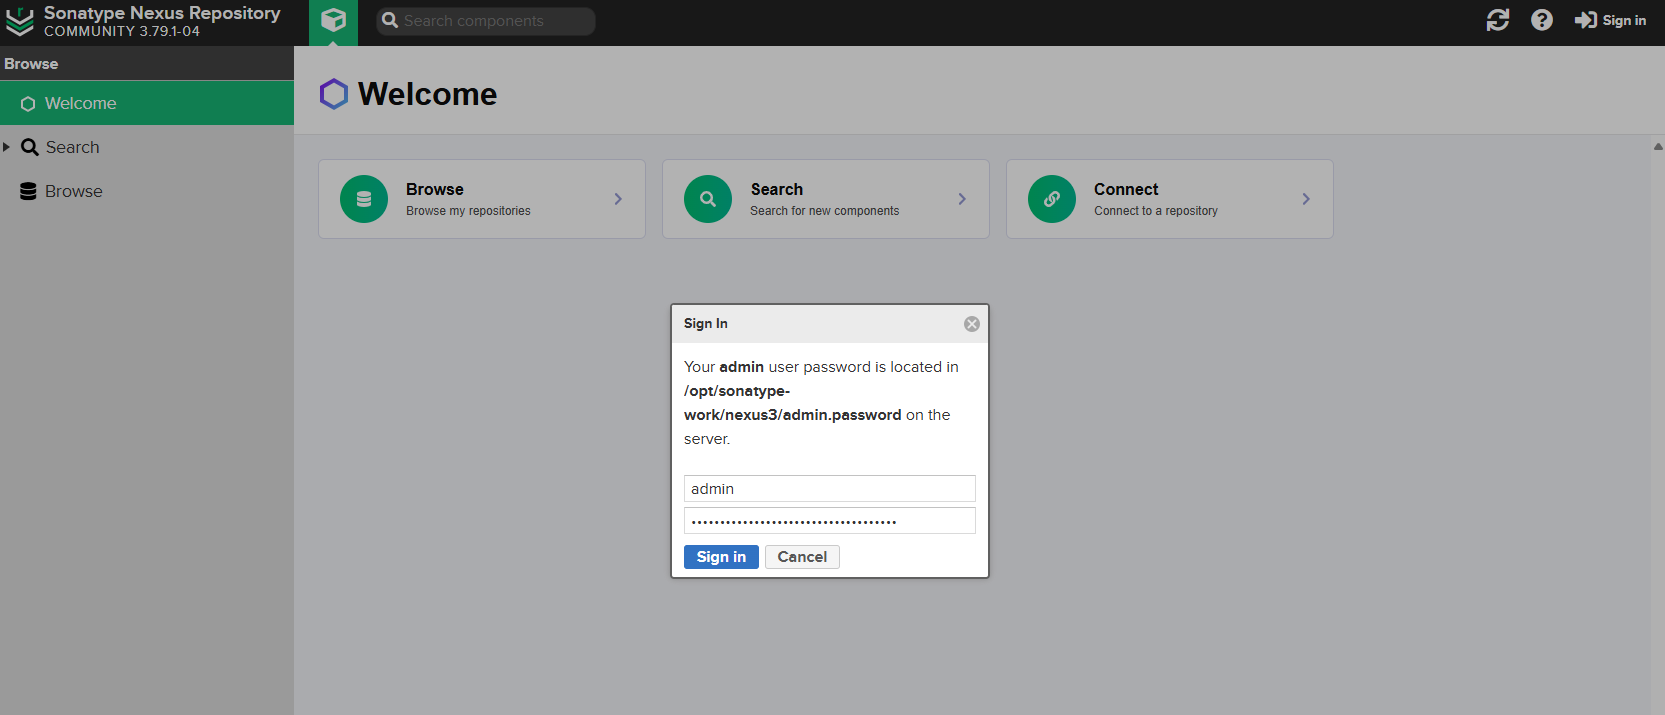 Sonatype Nexus Repository
COMMUNITY 3.79.1-04
Search components
Sign in
Browse
Welcome
Search
Browse
Welcome
Browse
Browse my repositories
Search
Search for new components
Connect
Connect to a repository
Sign In
Your admin user password is located in
/opt/sonatype-
work/nexus3/admin.password on the
server.
admin
Sign in
Cancel